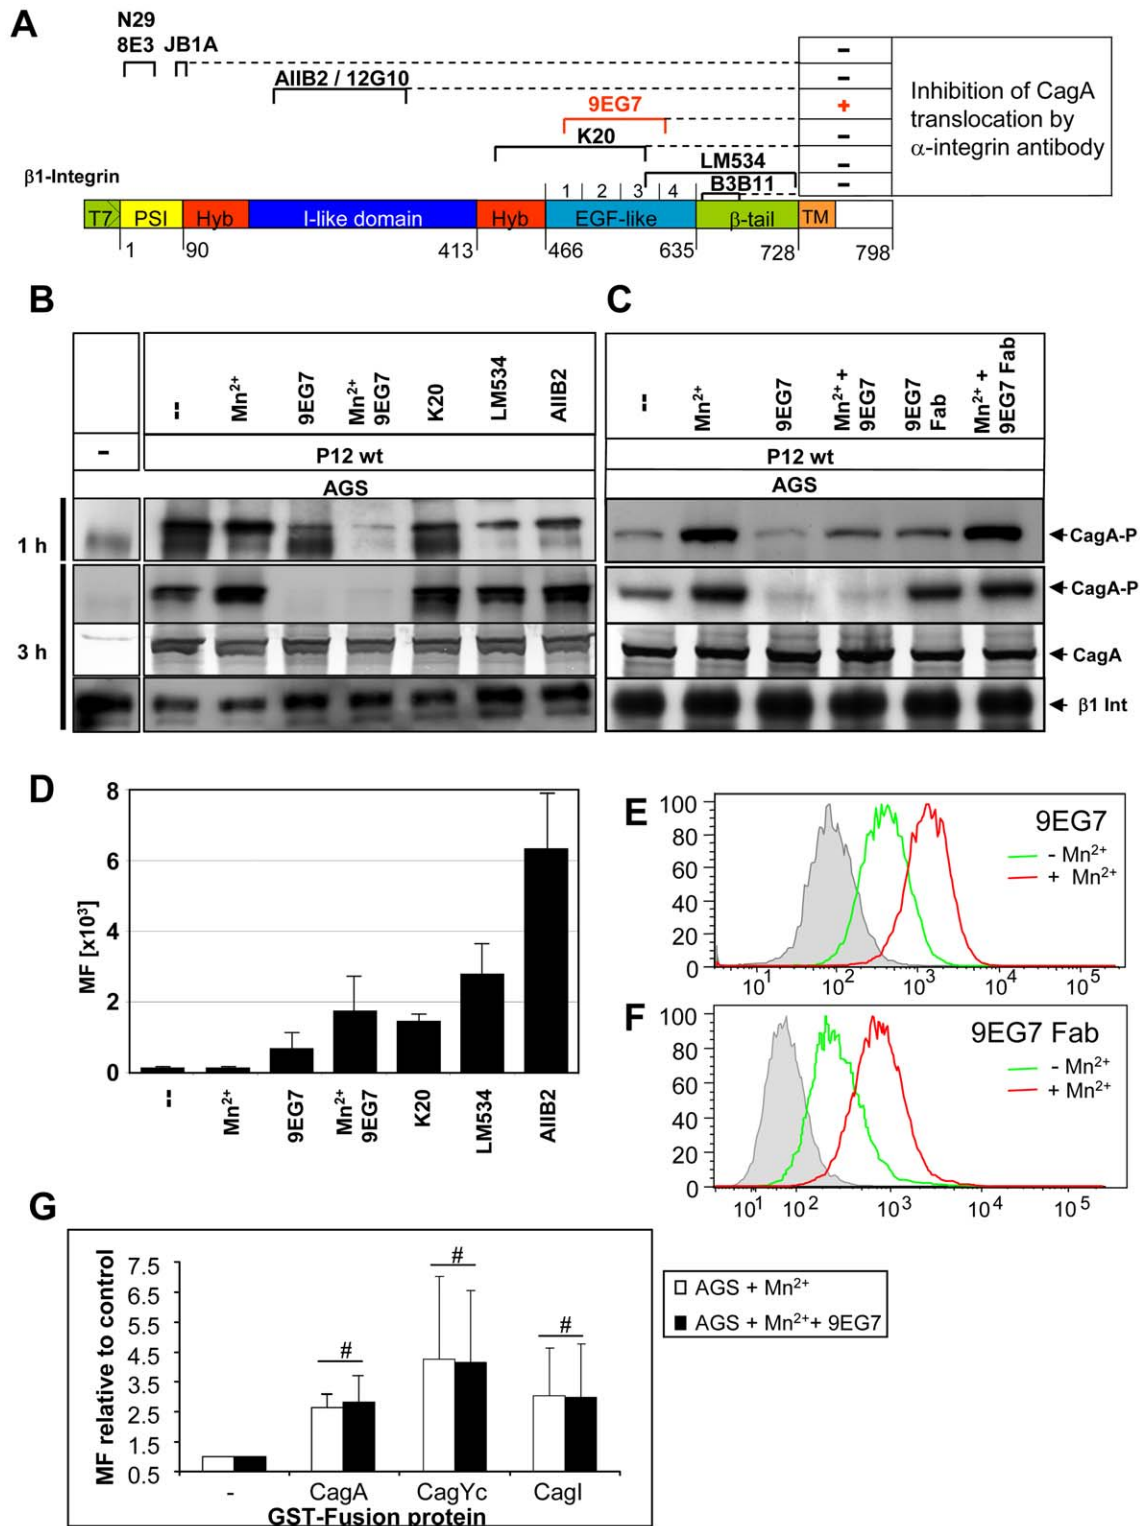 A
N29
8E3 JB1A
AIIB2 / 12G10
9EG7
K20
LM534
B3B11
-
-
+
-
-
-
Inhibition of CagA
translocation by
α-integrin antibody
β1-Integrin
1 2 3 4
T7 PSI Hyb I-like domain Hyb EGF-like β-tail TM
1 90 413 466 635 728 798
B
-- Mn²⁺ 9EG7 Mn²⁺ 9EG7 K20 LM534 AIIB2
- P12 wt
AGS
1 h
3 h
C
-- Mn²⁺ 9EG7 Mn²⁺ + 9EG7 9EG7 Fab Mn²⁺ + 9EG7 Fab
P12 wt
AGS
CagA-P
CagA-P
CagA
β1 Int
D
MF [x10³]
8
6
4
2
0
-- Mn²⁺ 9EG7 Mn²⁺ 9EG7 K20 LM534 AIIB2
E
9EG7
- Mn²⁺
+ Mn²⁺
100
80
60
40
20
0
10¹ 10² 10³ 10⁴ 10⁵
F
9EG7 Fab
- Mn²⁺
+ Mn²⁺
100
80
60
40
20
0
10¹ 10² 10³ 10⁴ 10⁵
G
MF relative to control
7.5
6.5
5.5
4.5
3.5
2.5
1.5
0.5
# # #
- CagA CagYc CagI
GST-Fusion protein
AGS + Mn²⁺
AGS + Mn²⁺+ 9EG7